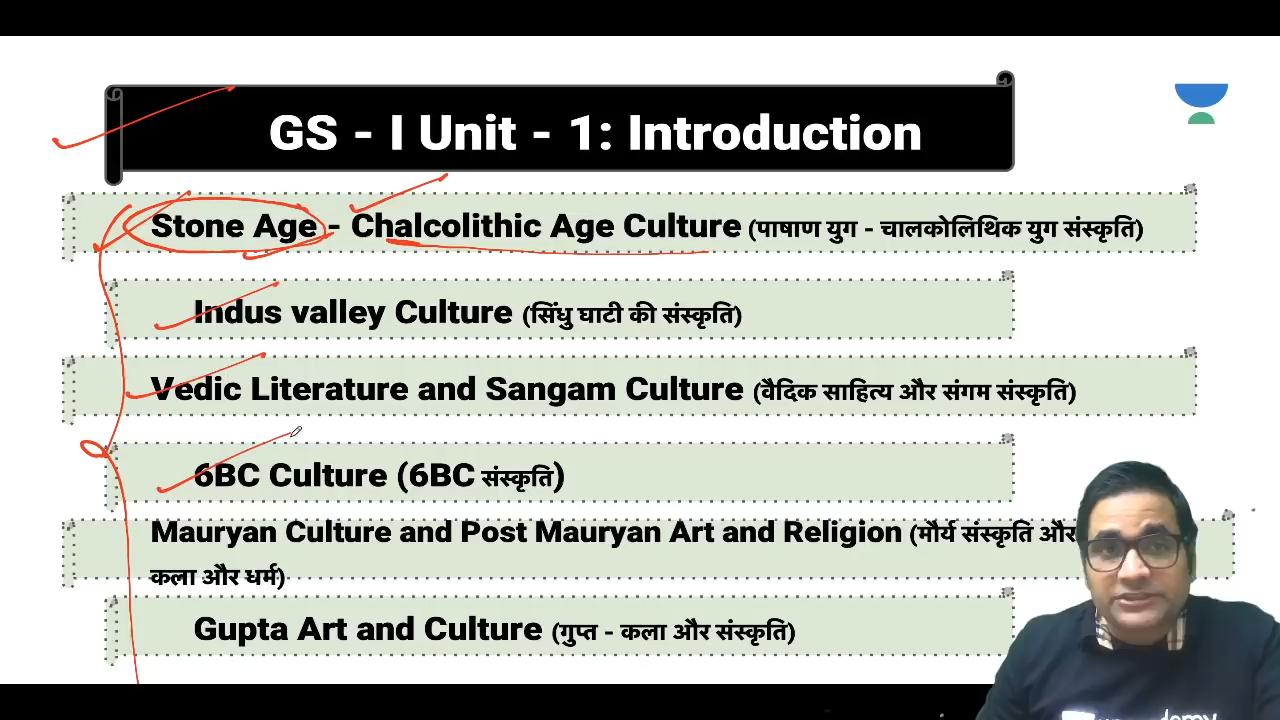 GS - I Unit - 1: Introduction
Stone Age - Chalcolithic Age Culture (पाषाण युग - चालकोलिथिक युग संस्कृति)
Indus valley Culture (सिंधु घाटी की संस्कृति)
Vedic Literature and Sangam Culture (वैदिक साहित्य और संगम संस्कृति)
6BC Culture (6BC संस्कृति)
Mauryan Culture and Post Mauryan Art and Religion (मौर्य संस्कृति और
कला और धर्म)
Gupta Art and Culture (गुप्त - कला और संस्कृति)